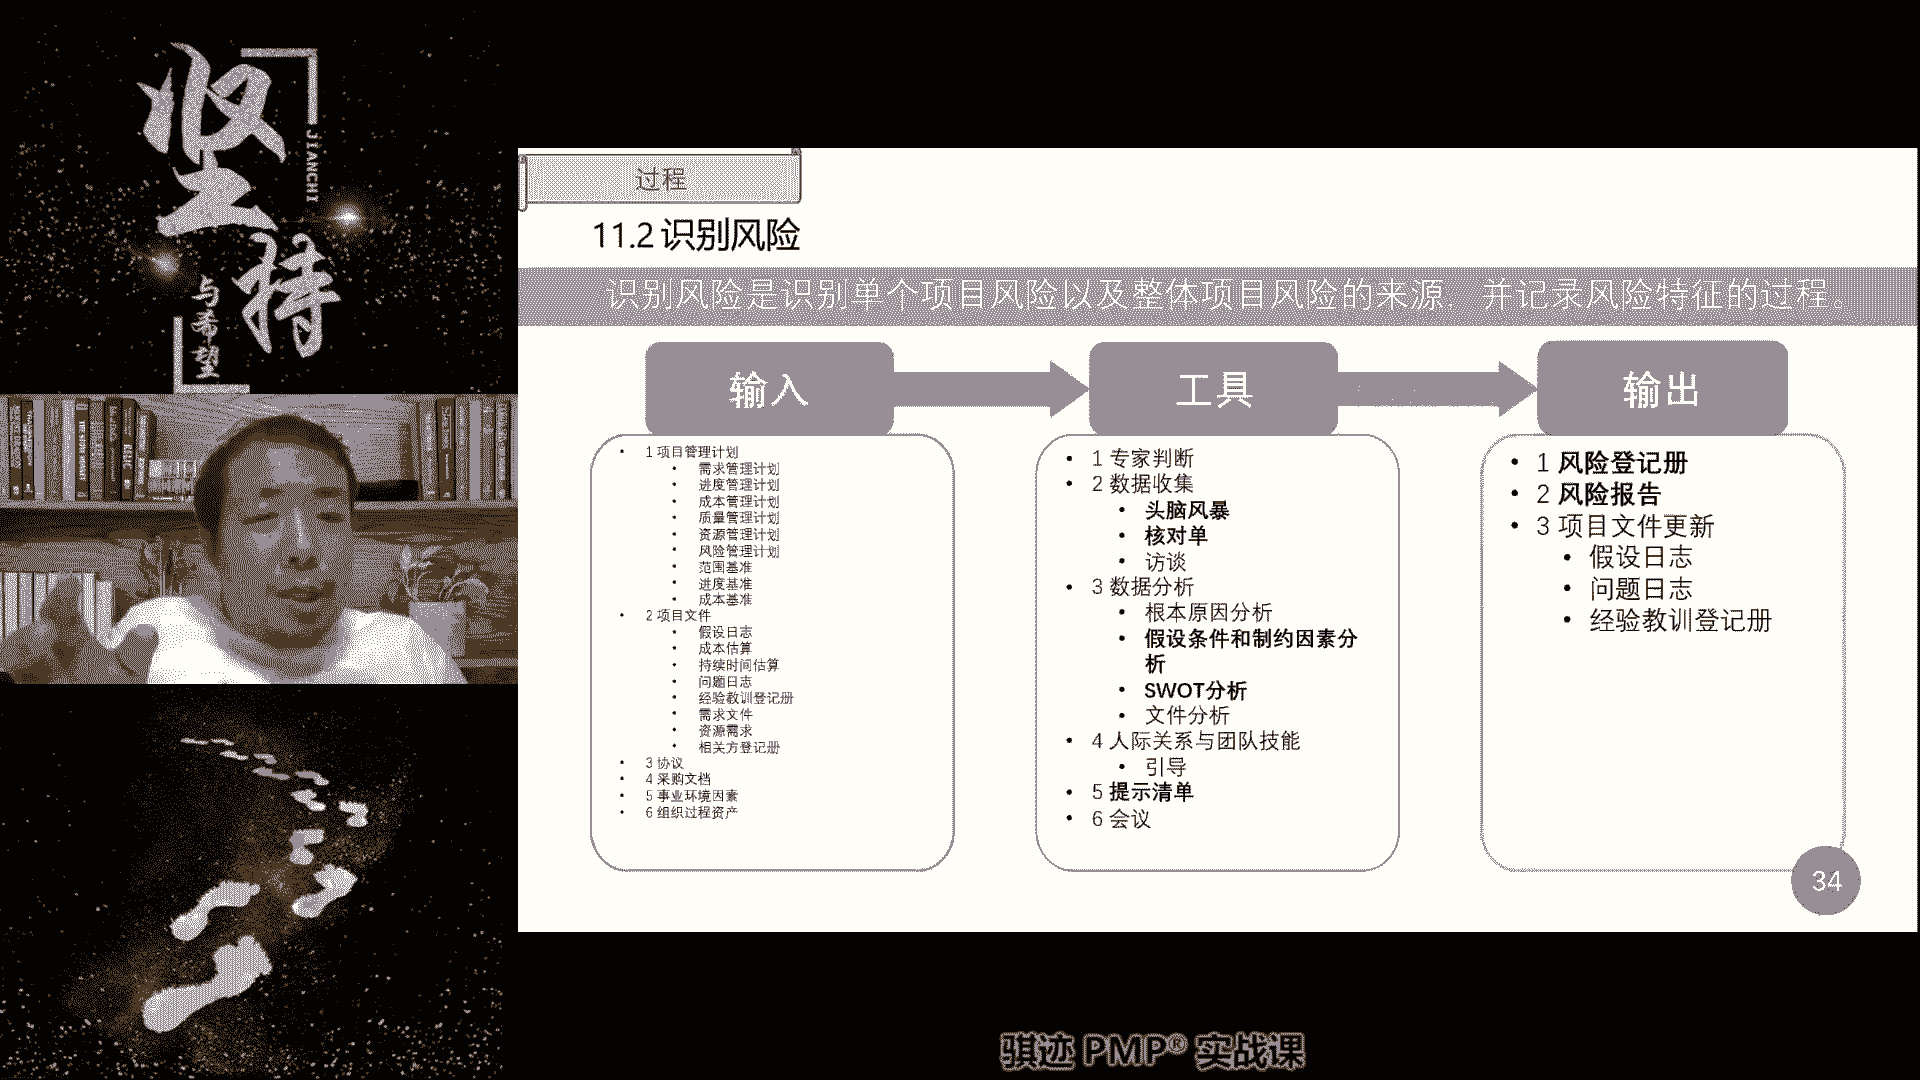 坚持
JIANCHI
与希望
过程
11.2 识别风险
识别风险是识别单个项目风险以及整体项目风险的来源，并记录风险特征的过程。
输入
1 项目管理计划
需求管理计划
进度管理计划
成本管理计划
质量管理计划
资源管理计划
风险管理计划
范围基准
进度基准
成本基准
2 项目文件
假设日志
成本估算
持续时间估算
问题日志
经验教训登记册
需求文件
资源需求
相关方登记册
3 协议
4 采购文档
5 事业环境因素
6 组织过程资产
工具
1 专家判断
2 数据收集
头脑风暴
核对单
访谈
3 数据分析
根本原因分析
假设条件和制约因素分
析
SWOT分析
文件分析
4 人际关系与团队技能
引导
5 提示清单
6 会议
输出
1 风险登记册
2 风险报告
3 项目文件更新
假设日志
问题日志
经验教训登记册
34
骐迹 PMP® 实战课